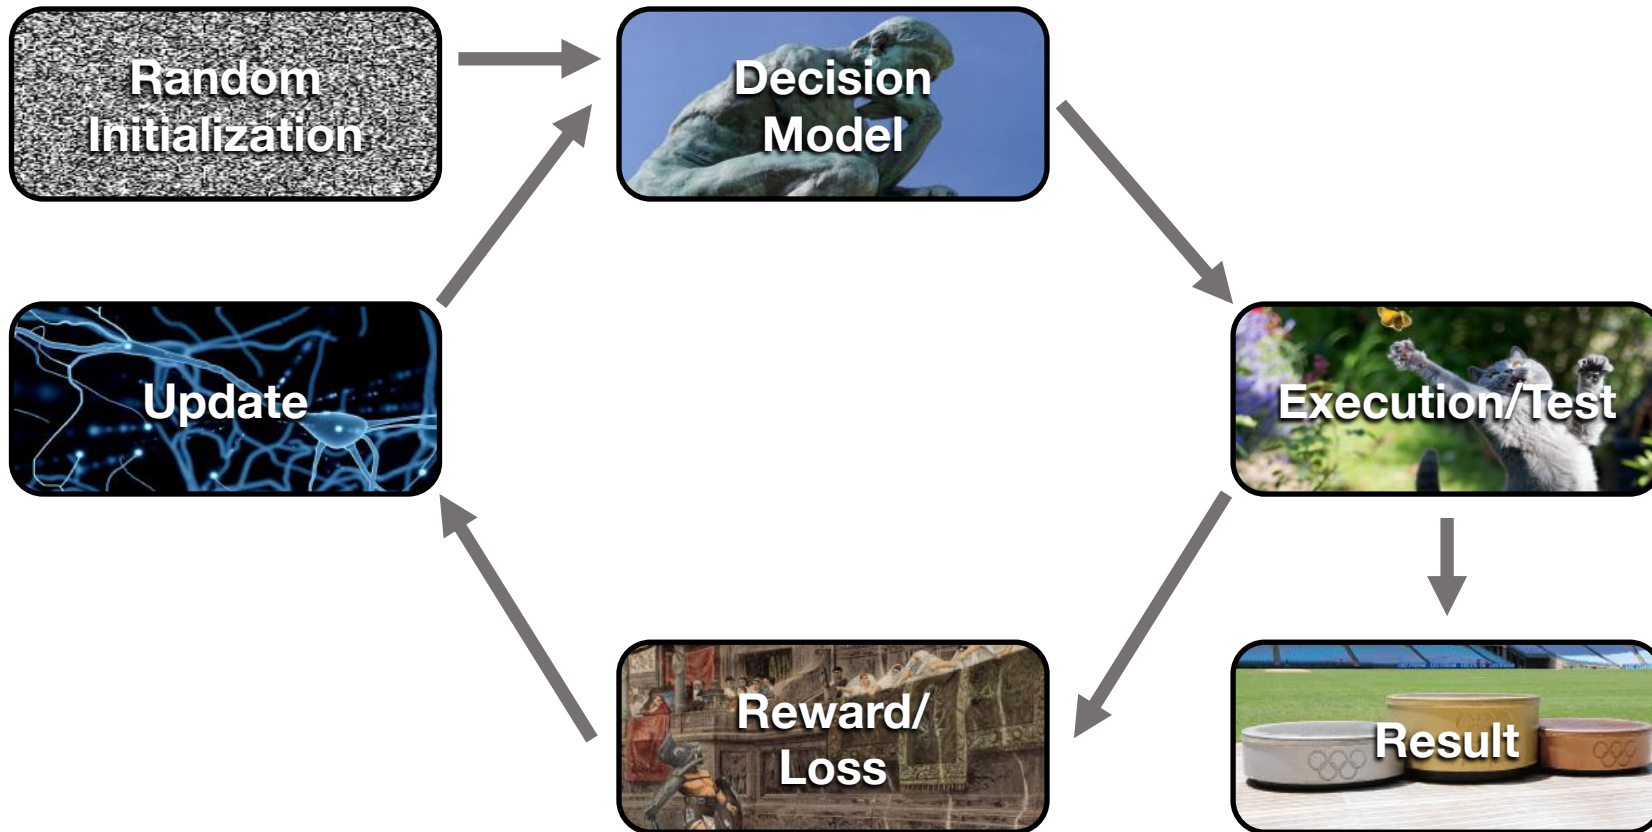 Random
Initialization
Decision
Model
Update
Execution/Test
Reward/
Loss
Result